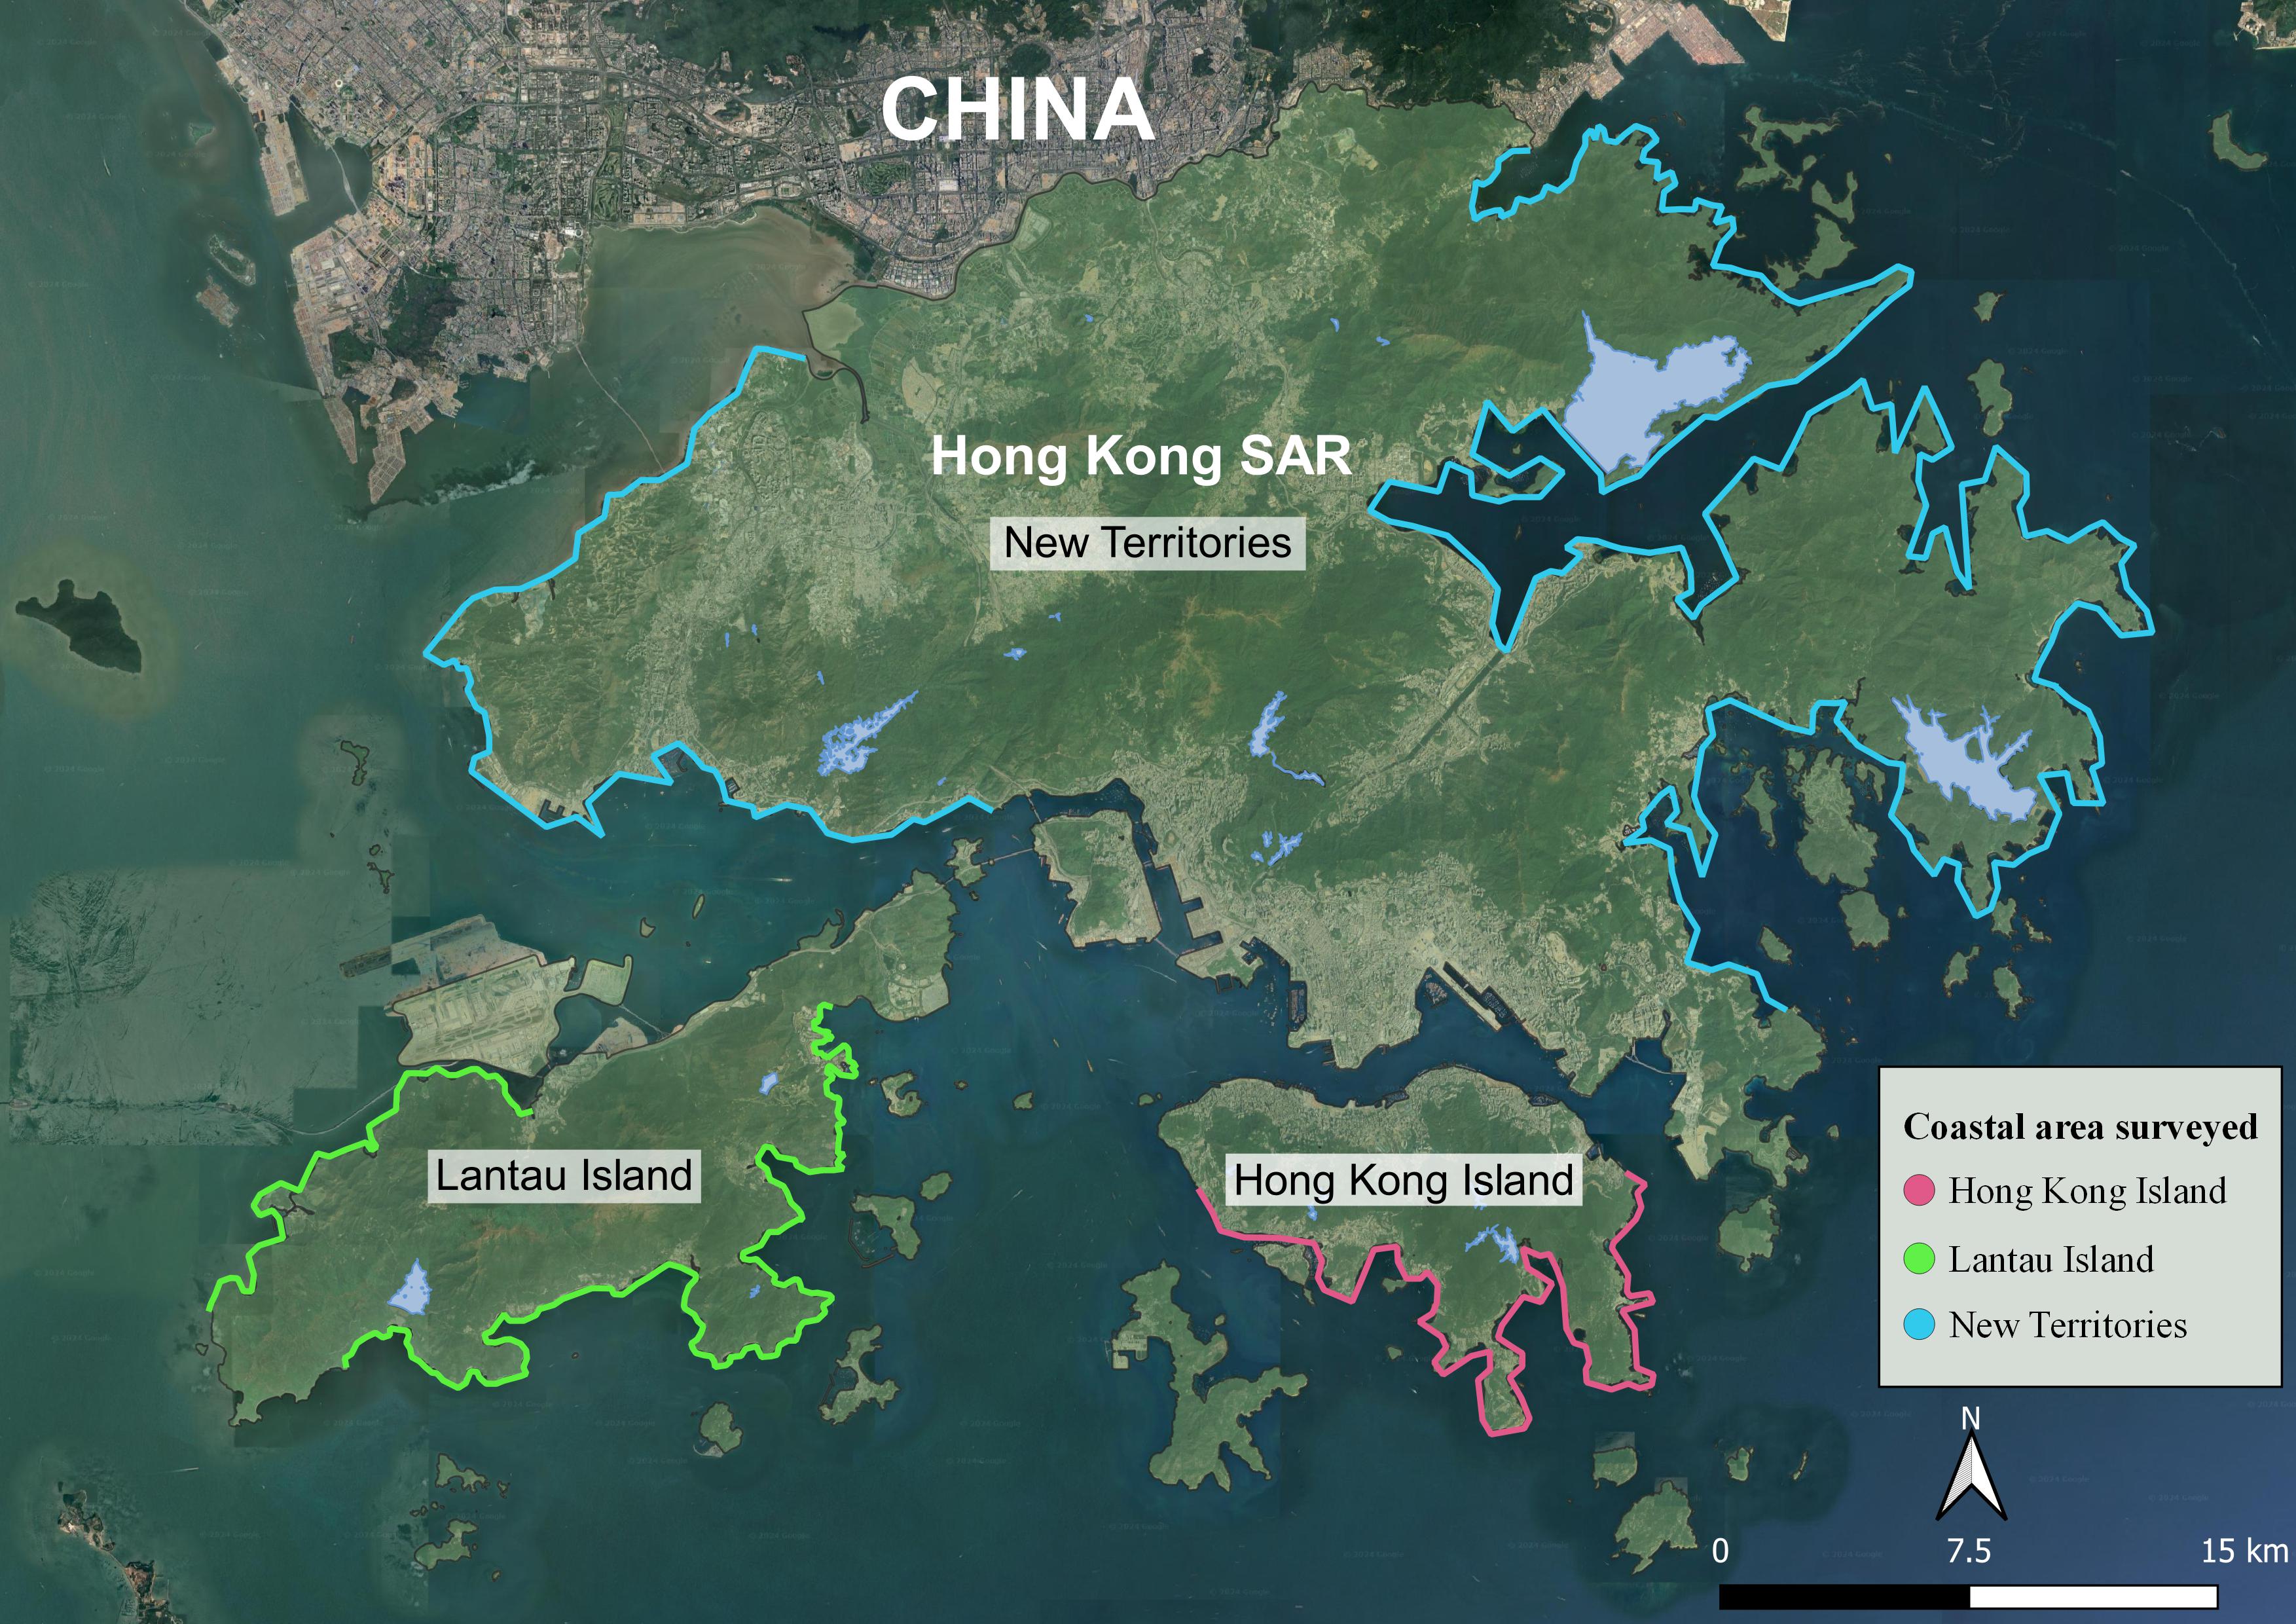 CHINA
Hong Kong SAR
New Territories
Lantau Island
Hong Kong Island
Coastal area surveyed
Hong Kong Island
Lantau Island
New Territories
N
0 7.5 15 km